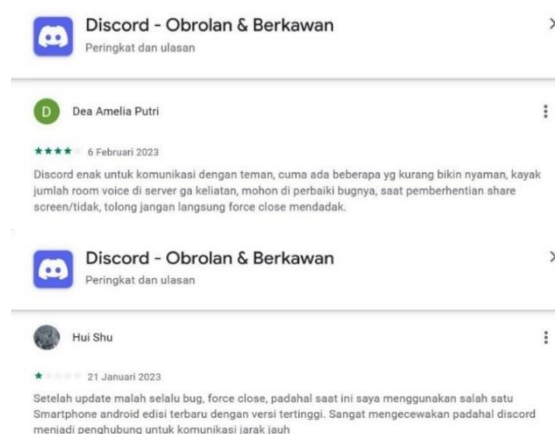 Discord - Obrolan & Berkawan
Peringkat dan ulasan
D
Dea Amelia Putri
6 Februari 2023
Discord enak untuk komunikasi dengan teman, cuma ada beberapa yg kurang bikin nyaman, kayak
jumlah room voice di server ga keliatan, mohon di perbaiki bugnya, saat pemberhentian share
screen/tidak, tolong jangan langsung force close mendadak.
Discord - Obrolan & Berkawan
Peringkat dan ulasan
Hui Shu
21 Januari 2023
Setelah update malah selalu bug, force close, padahal saat ini saya menggunakan salah satu
Smartphone android edisi terbaru dengan versi tertinggi. Sangat mengecewakan padahal discord
menjadi penghubung untuk komunikasi jarak jauh